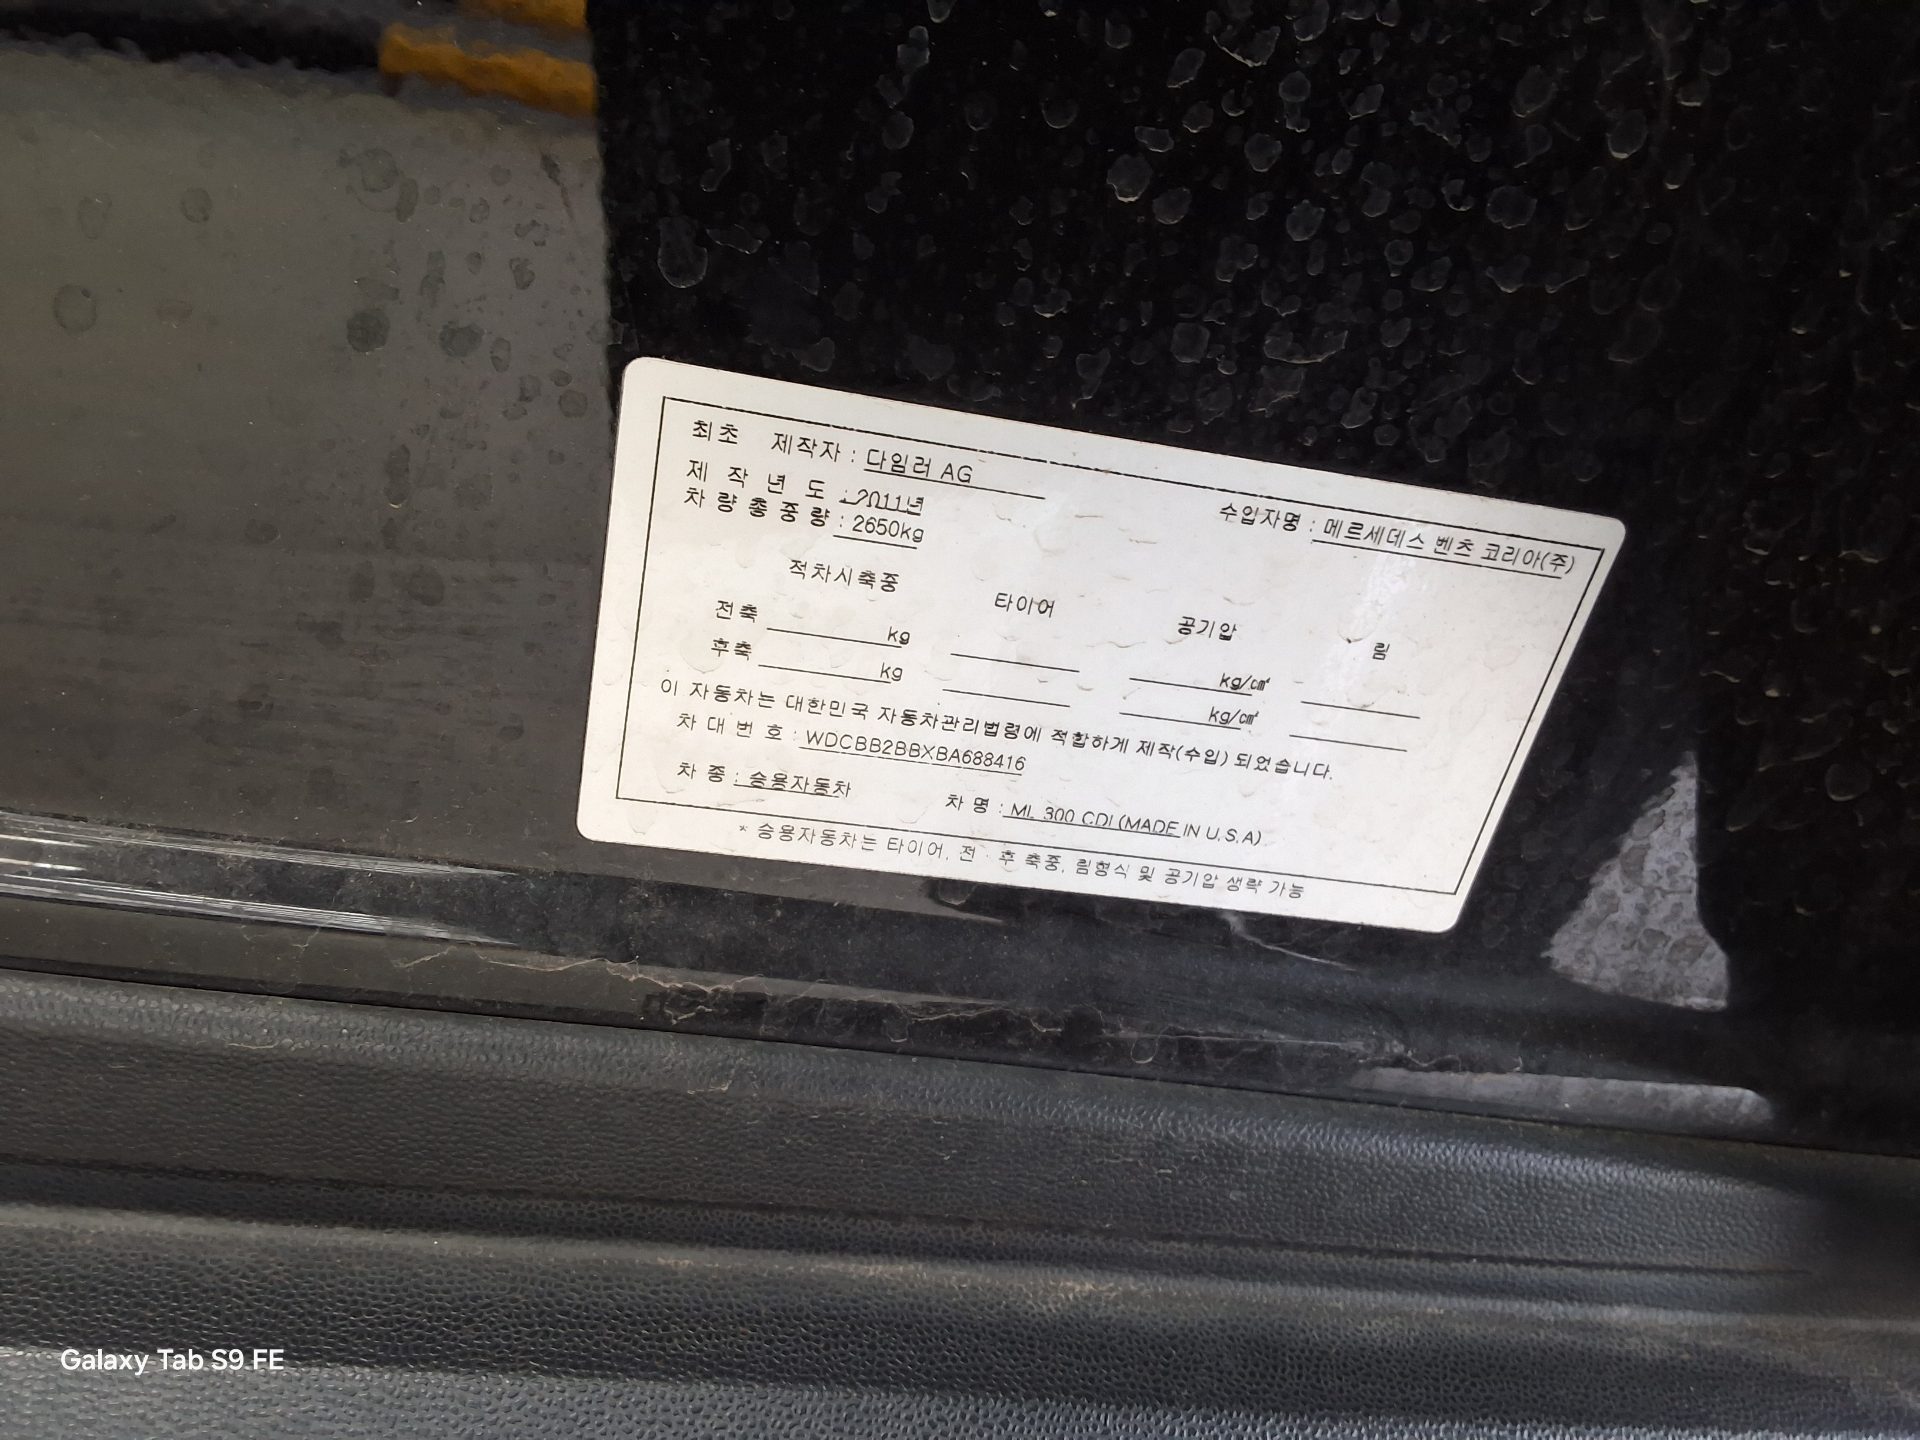 최초 제작자 : 다임러 AG
제 작 년 도 : 2011년
수입자명 : 메르세데스 벤츠 코리아(주)
차 량 총 중 량 : 2650kg
적차시축중 타이어 공기압 림
전축 kg kg/㎠
후축 kg kg/㎠
이 자동차는 대한민국 자동차관리법령에 적합하게 제작(수입) 되었습니다.
차 대 번 호 : WDCBB2BBXBA688416
차 종 : 승용자동차 차 명 : ML 300 CDI (MADE IN U.S.A)
* 승용자동차는 타이어, 전 · 후 축중, 림형식 및 공기압 생략 가능
Galaxy Tab S9 FE